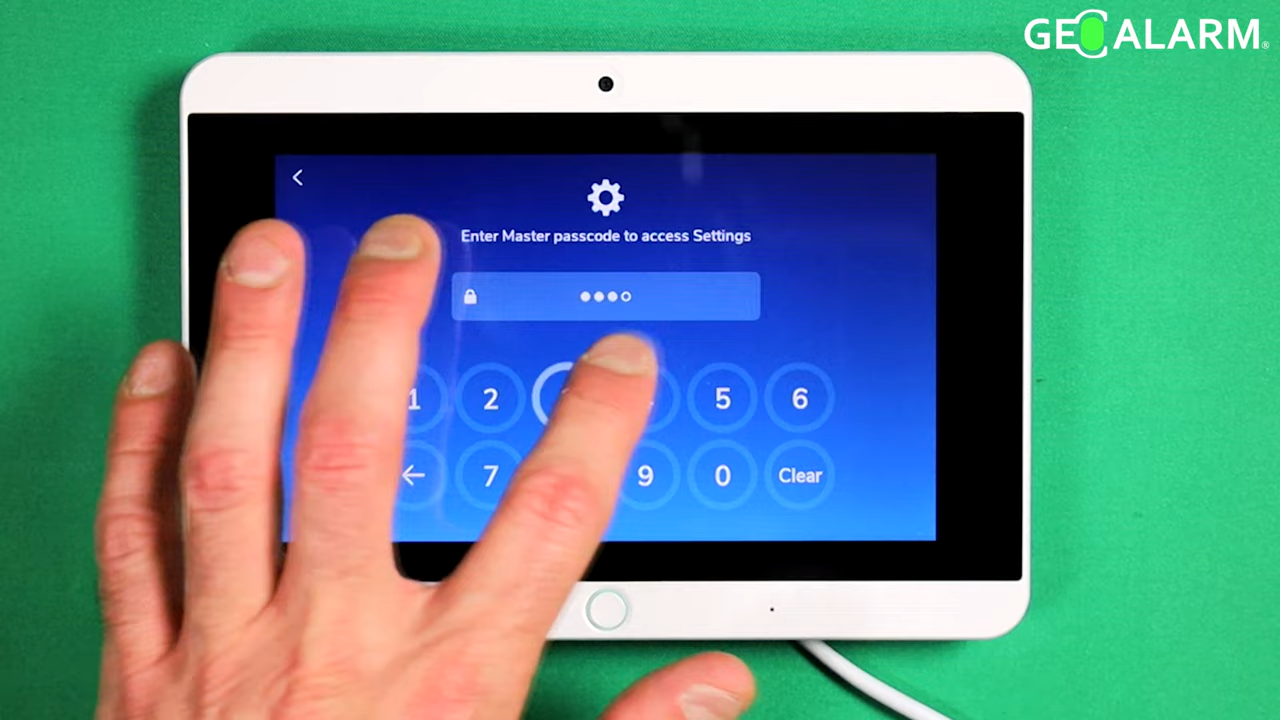 GEOALARM®
Enter Master passcode to access Settings
1 2 5 6
← 7 9 0 Clear